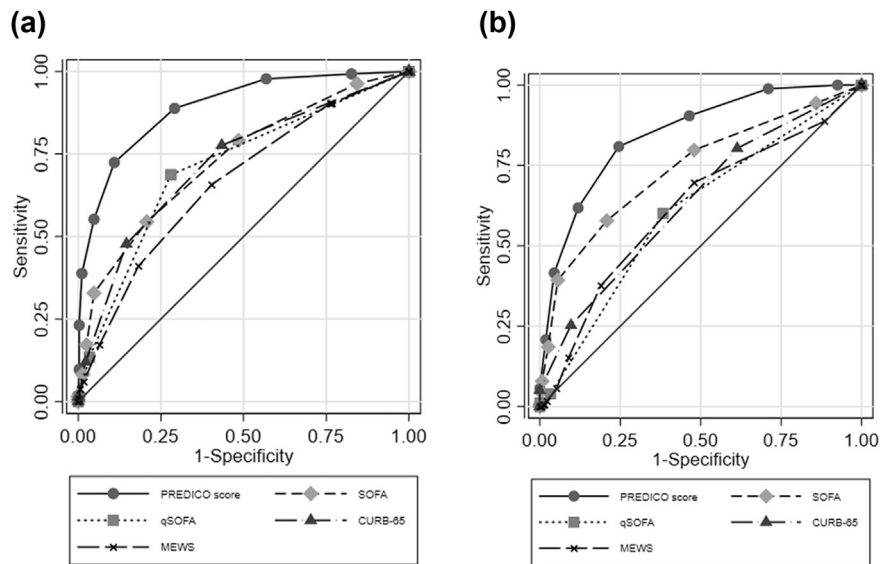 (a)
1.00
0.75
0.50
0.25
0.00
Sensitivity
0.00 0.25 0.50 0.75 1.00
1-Specificity
PREDICO score SOFA
qSOFA CURB-65
MEWS
(b)
1.00
0.75
0.50
0.25
0.00
Sensitivity
0.00 0.25 0.50 0.75 1.00
1-Specificity
PREDICO score SOFA
qSOFA CURB-65
MEWS